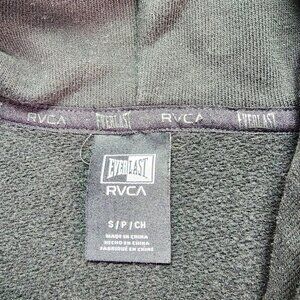 RVCA EVERLAST RVCA EVERLAST
EVERLAST
RVCA
S/P/CH
MADE IN CHINA
HECHO EN CHINA
FABRIQUÉ EN CHINE